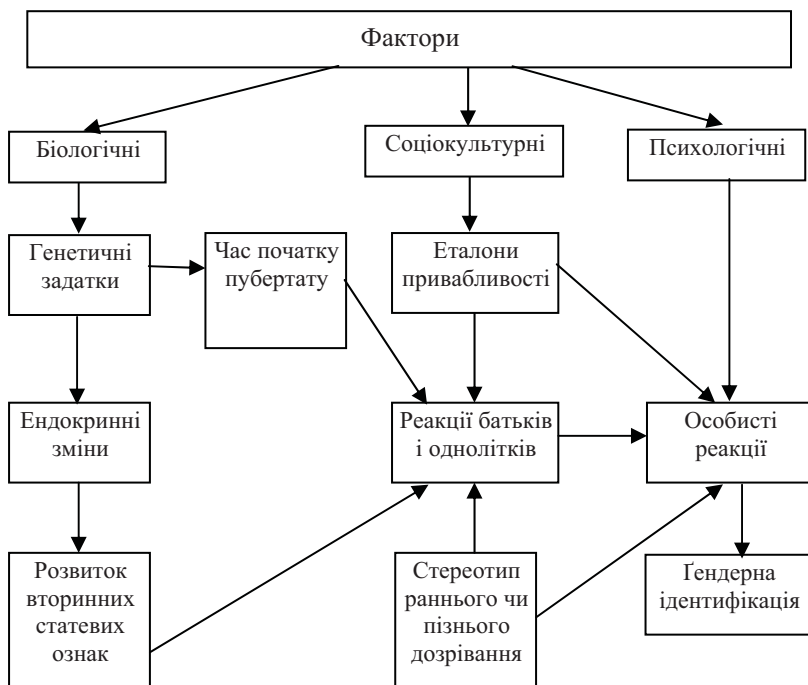 Фактори
Біологічні
Соціокультурні
Психологічні
Генетичні
задатки
Час початку
пубертату
Еталони
привабливості
Ендокринні
зміни
Реакції батьків
і однолітків
Особисті
реакції
Розвиток
вторинних
статевих
ознак
Стереотип
раннього чи
пізнього
дозрівання
Ґендерна
ідентифікація